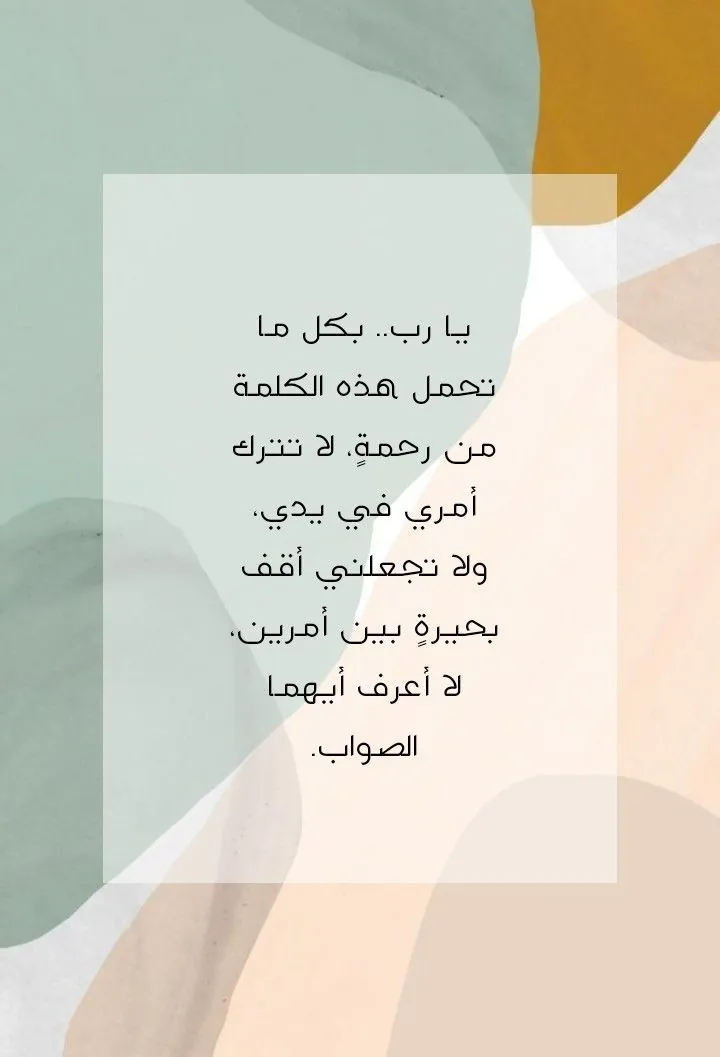 يا رب.. بكل ما
تحمل هذه الكلمة
من رحمةٍ، لا تترك
أمري في يدي،
ولا تجعلني أقف
بحيرةٍ بين أمرين،
لا أعرف أيهما
الصواب.